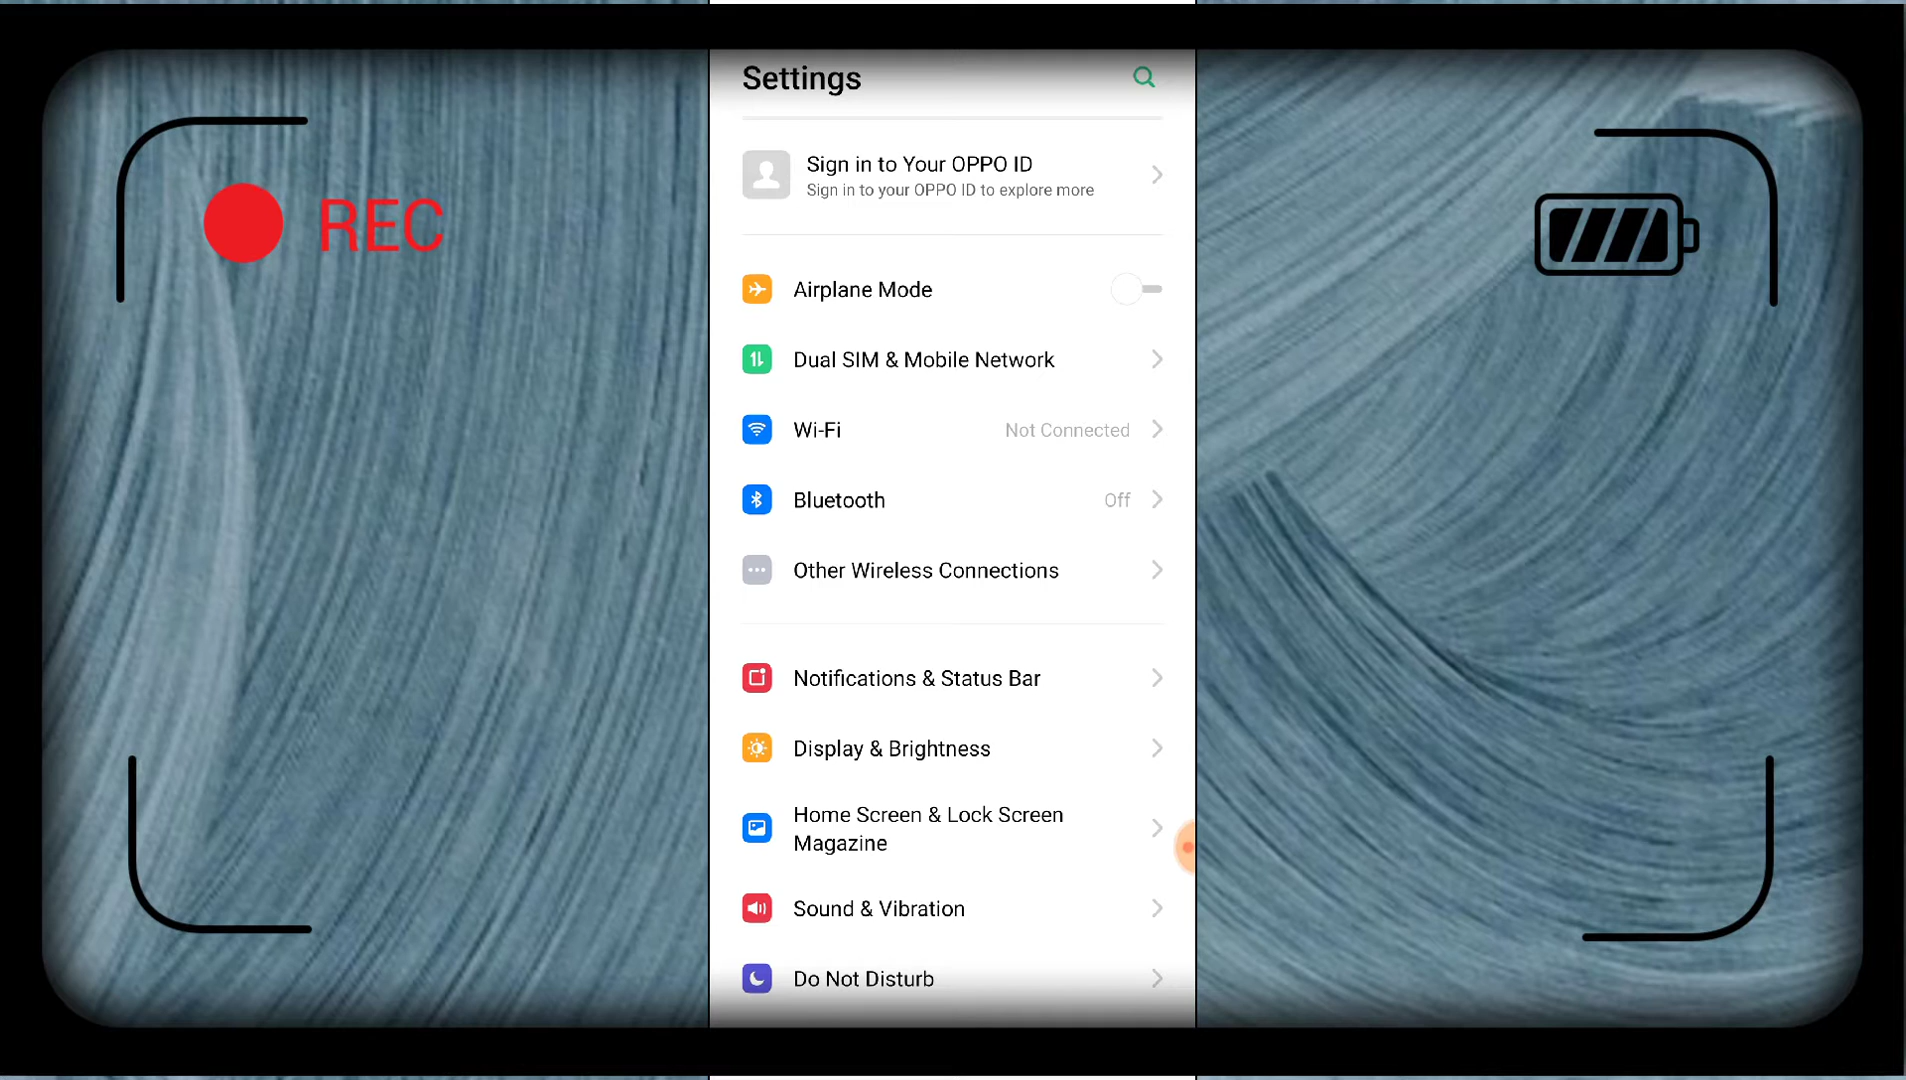 Settings
REC
Sign in to Your OPPO ID
Sign in to your OPPO ID to explore more
Airplane Mode
Dual SIM & Mobile Network
Wi-Fi Not Connected
Bluetooth Off
Other Wireless Connections
Notifications & Status Bar
Display & Brightness
Home Screen & Lock Screen
Magazine
Sound & Vibration
Do Not Disturb